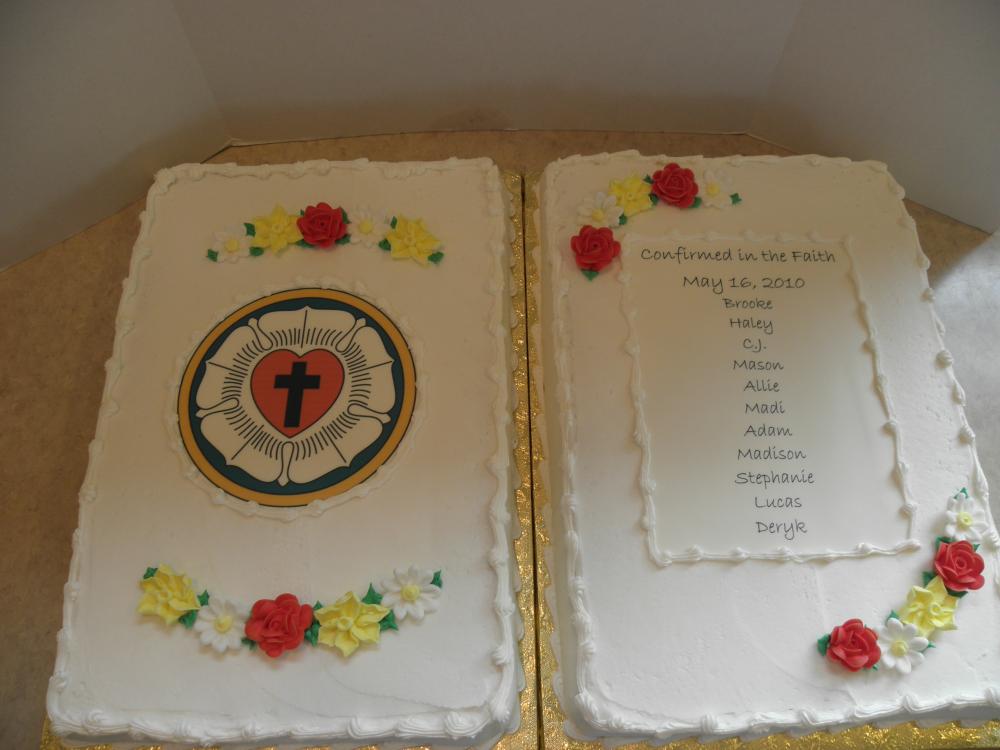 Confirmed in the Faith
May 16, 2010
Brooke
Haley
C.J.
Mason
Allie
Madi
Adam
Madison
Stephanie
Lucas
Deryk